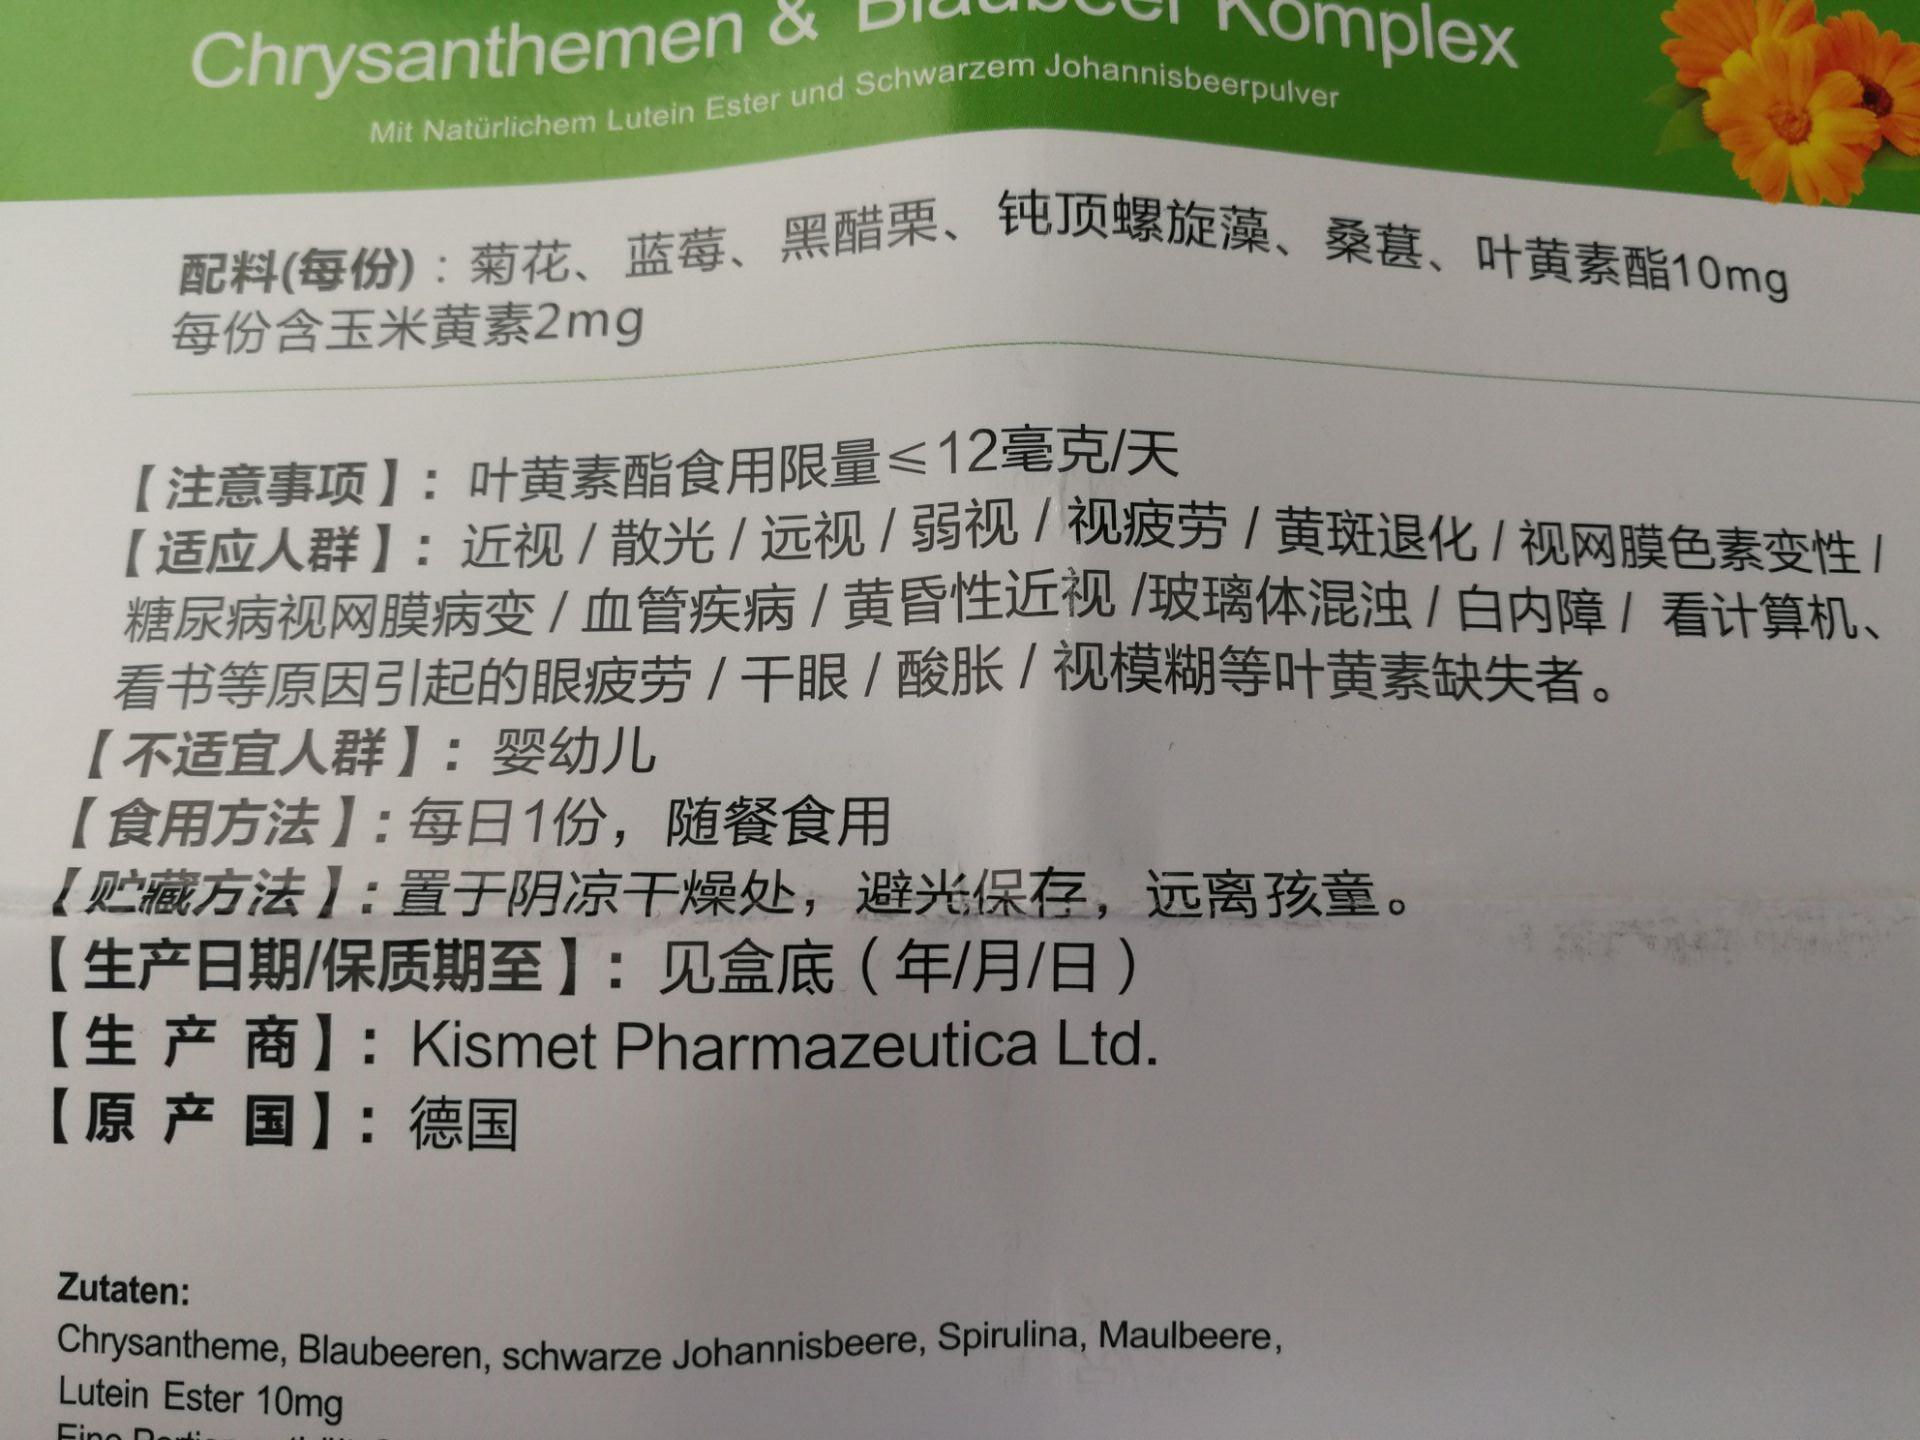 Chrysanthemen & Blaubeer Komplex
Mit Natürlichem Lutein Ester und Schwarzem Johannisbeerpulver
配料(每份)：菊花、蓝莓、黑醋栗、钝顶螺旋藻、桑葚、叶黄素酯10mg
每份含玉米黄素2mg
【注意事项】：叶黄素酯食用限量≤12毫克/天
【适应人群】：近视 / 散光 / 远视 / 弱视 / 视疲劳 / 黄斑退化 / 视网膜色素变性 /
糖尿病视网膜病变 / 血管疾病 / 黄昏性近视 /玻璃体混浊 / 白内障 / 看计算机、
看书等原因引起的眼疲劳 / 干眼 / 酸胀 / 视模糊等叶黄素缺失者。
【不适宜人群】：婴幼儿
【食用方法】：每日1份，随餐食用
【贮藏方法】：置于阴凉干燥处，避光保存，远离孩童。
【生产日期/保质期至】：见盒底（年/月/日）
【生 产 商】：Kismet Pharmazeutica Ltd.
【原 产 国】：德国
Zutaten:
Chrysantheme, Blaubeeren, schwarze Johannisbeere, Spirulina, Maulbeere,
Lutein Ester 10mg
Eine Portion